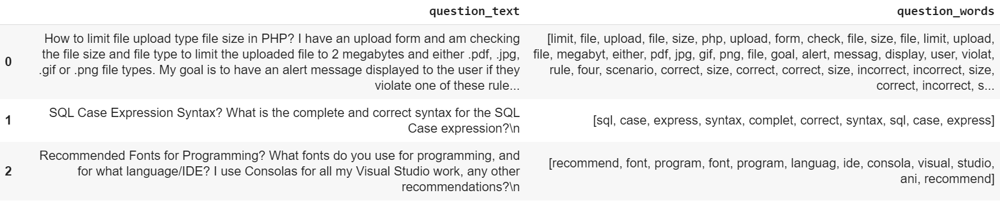 question_text question_words
0 How to limit file upload type file size in PHP? I have an upload form and am checking
the file size and file type to limit the uploaded file to 2 megabytes and either .pdf, .jpg,
.gif or .png file types. My goal is to have an alert message displayed to the user if they
violate one of these rule...
[limit, file, upload, file, size, php, upload, form, check, file, size, file, limit, upload,
file, megabyt, either, pdf, jpg, gif, png, file, goal, alert, messag, display, user, violat,
rule, four, scenario, correct, size, correct, correct, size, incorrect, incorrect, size,
correct, incorrect, s...
1 SQL Case Expression Syntax? What is the complete and correct syntax for the SQL
Case expression?\n
[sql, case, express, syntax, complet, correct, syntax, sql, case, express]
2 Recommended Fonts for Programming? What fonts do you use for programming, and
for what language/IDE? I use Consolas for all my Visual Studio work, any other
recommendations?\n
[recommend, font, program, font, program, languag, ide, consola, visual, studio,
ani, recommend]